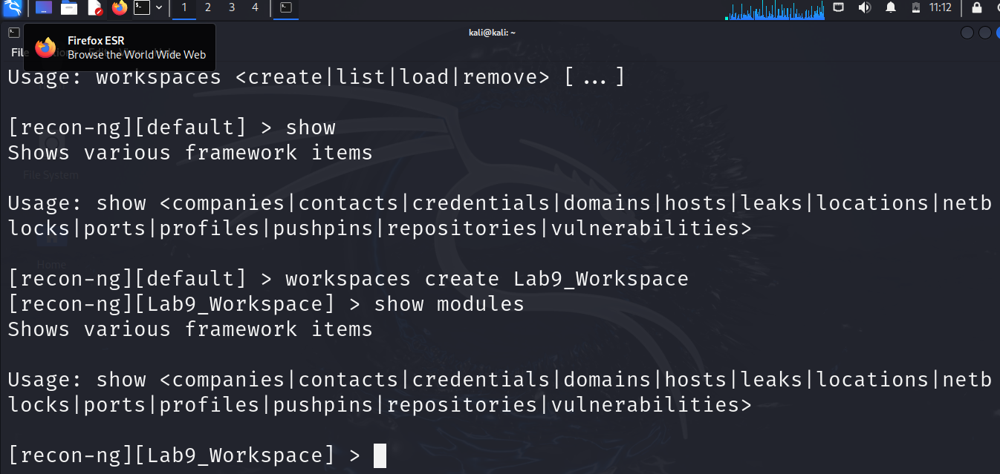 1 2 3 4 11:12
kali@kali: ~
Firefox ESR
Browse the World Wide Web
Usage: workspaces <create|list|load|remove> [ ... ]
[recon-ng][default] > show
Shows various framework items
File System
Usage: show <companies|contacts|credentials|domains|hosts|leaks|locations|netb
locks|ports|profiles|pushpins|repositories|vulnerabilities>
Home
[recon-ng][default] > workspaces create Lab9_Workspace
[recon-ng][Lab9_Workspace] > show modules
Shows various framework items
Usage: show <companies|contacts|credentials|domains|hosts|leaks|locations|netb
locks|ports|profiles|pushpins|repositories|vulnerabilities>
[recon-ng][Lab9_Workspace] >